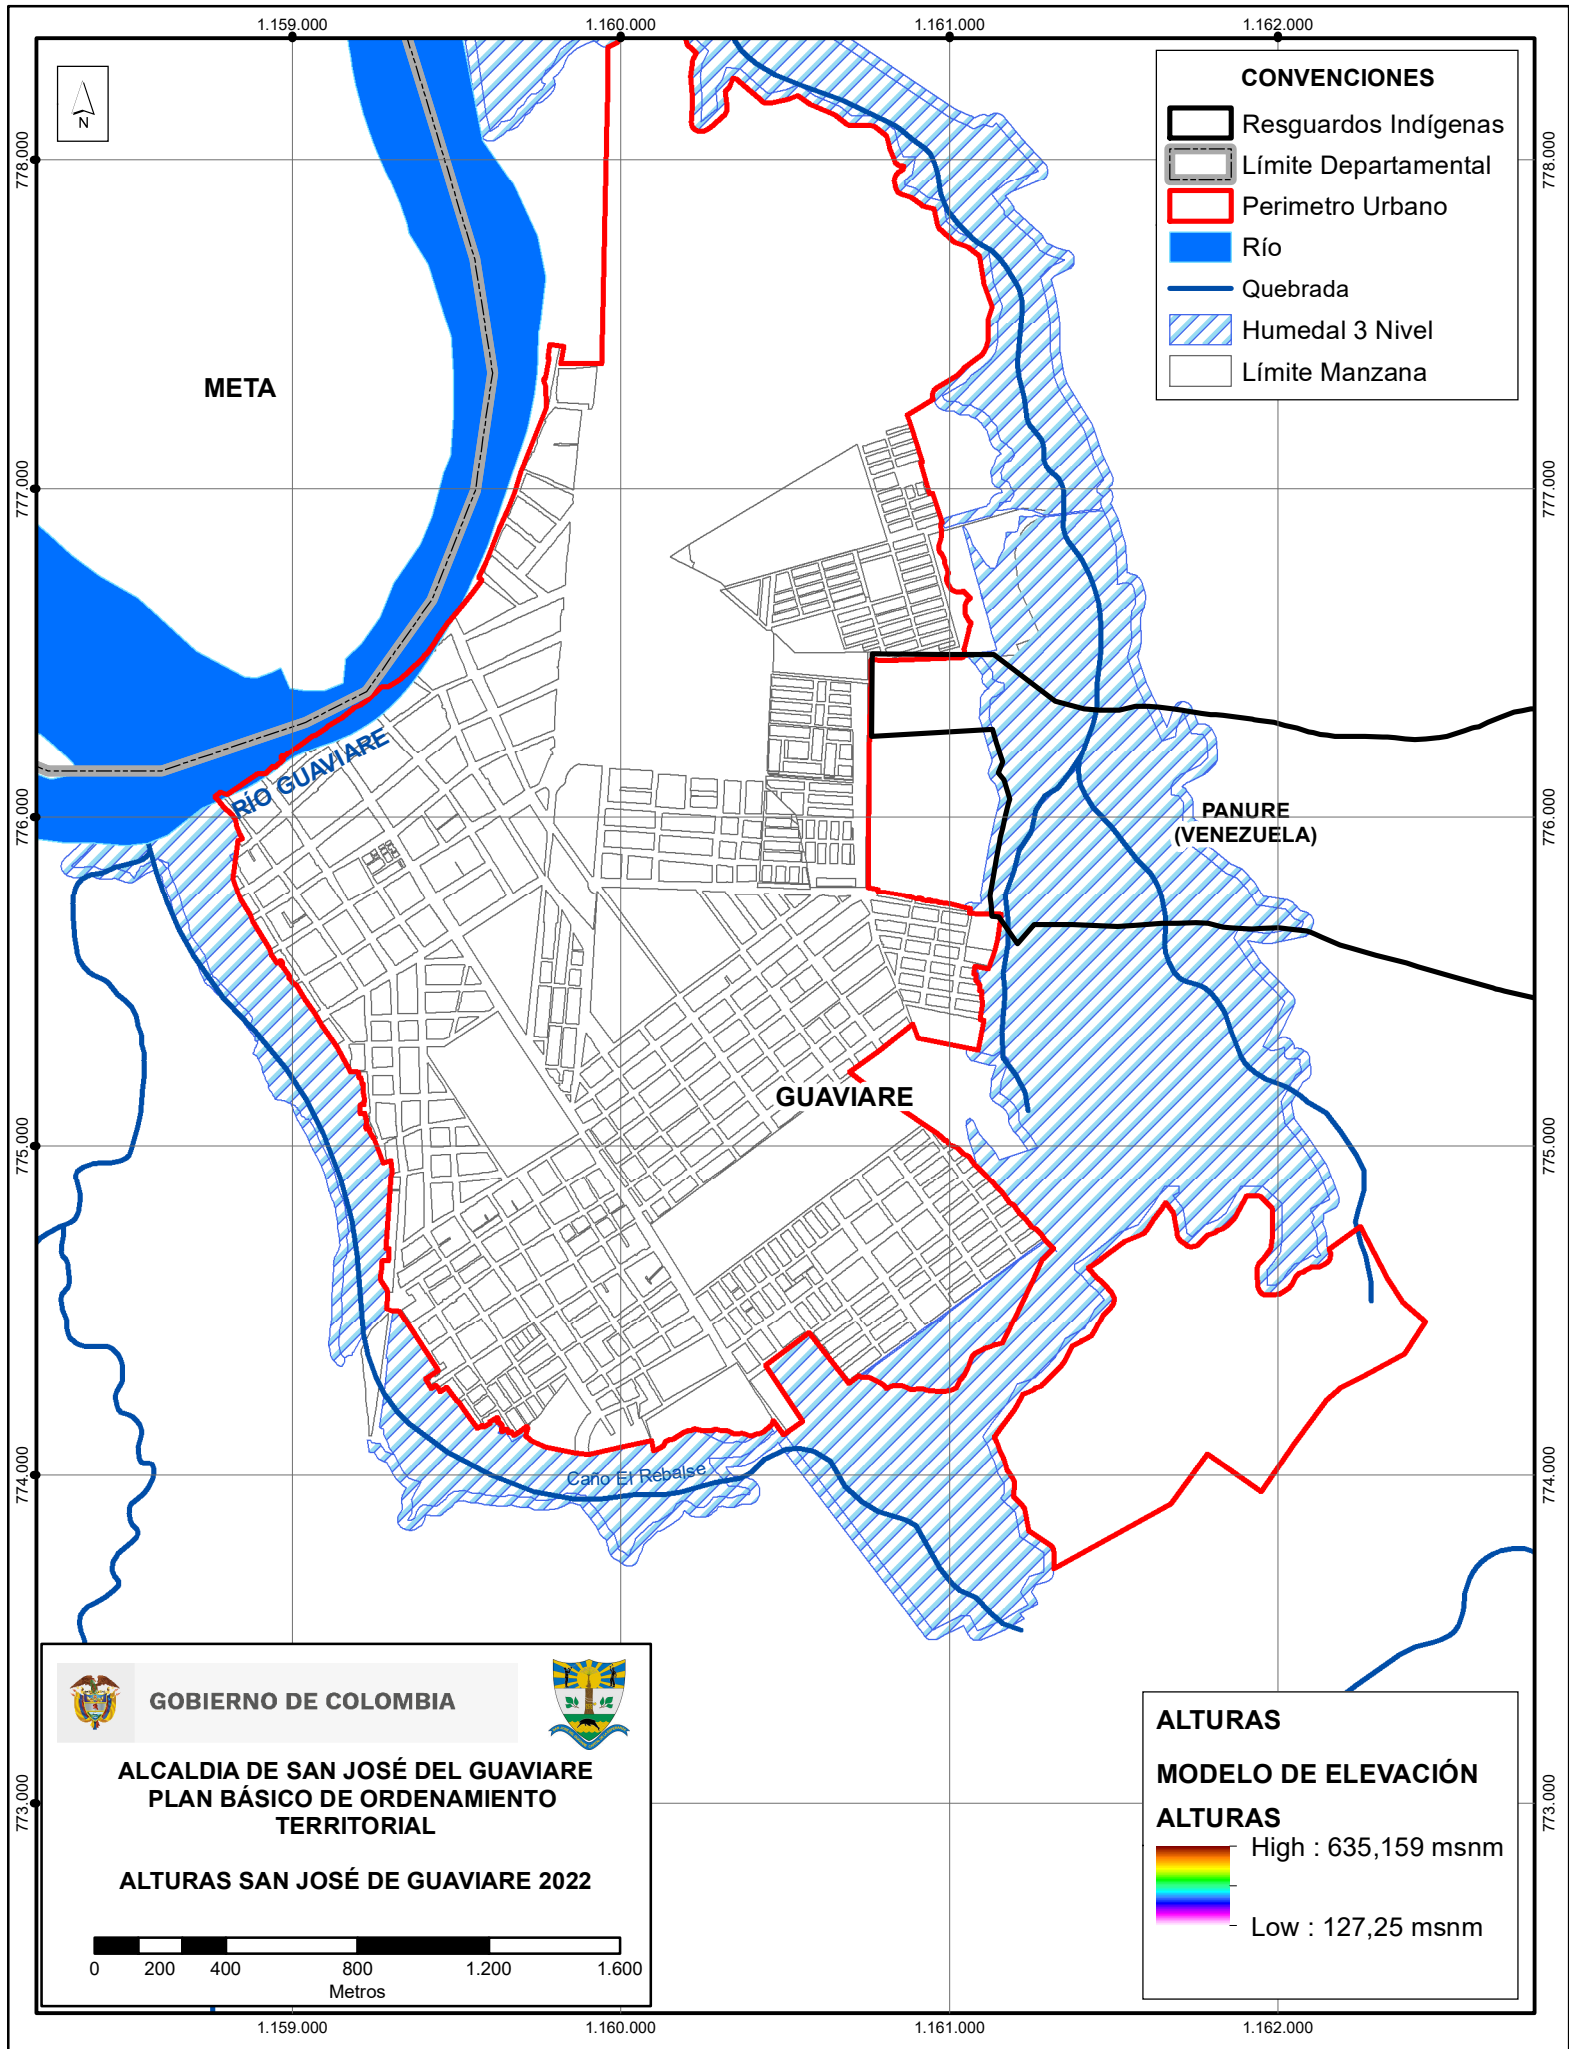 1.159.000
1.160.000
1.161.000
1.162.000
CONVENCIONES
Resguardos Indígenas
Límite Departamental
Perimetro Urbano
Río
Quebrada
Humedal 3 Nivel
Límite Manzana
N
778.000
778.000
META
777.000
777.000
RÍO GUAVIARE
776.000
776.000
PANURE
(VENEZUELA)
GUAVIARE
775.000
775.000
774.000
774.000
Caño El Rebalse
GOBIERNO DE COLOMBIA
ALCALDIA DE SAN JOSÉ DEL GUAVIARE
PLAN BÁSICO DE ORDENAMIENTO
TERRITORIAL
ALTURAS SAN JOSÉ DE GUAVIARE 2022
0 200 400 800 1.200 1.600
Metros
773.000
773.000
ALTURAS
MODELO DE ELEVACIÓN
ALTURAS
High : 635,159 msnm
Low : 127,25 msnm
1.159.000
1.160.000
1.161.000
1.162.000